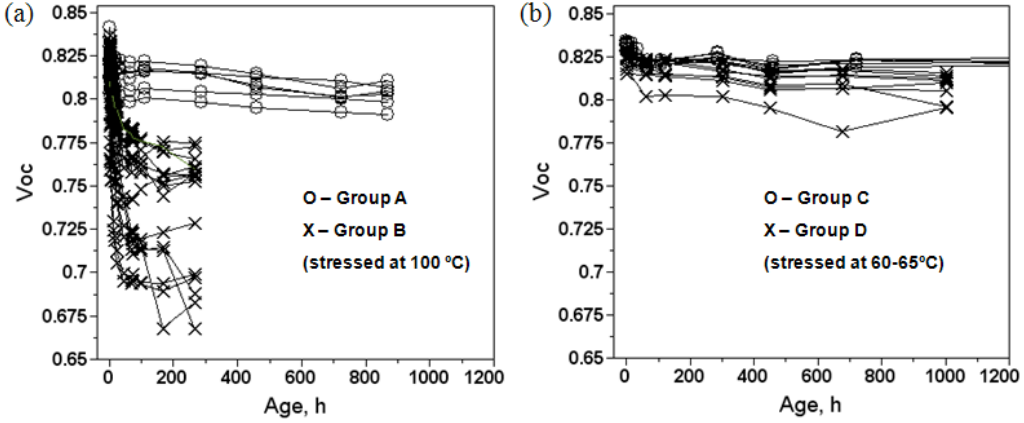 (a)
0.85
0.825
0.8
0.775
0.75
0.725
0.7
0.675
0.65
Voc
0 200 400 600 800 1000 1200
Age, h
O – Group A
X – Group B
(stressed at 100 ºC)
(b)
0.85
0.825
0.8
0.775
0.75
0.725
0.7
0.675
0.65
Voc
0 200 400 600 800 1000 1200
Age, h
O – Group C
X – Group D
(stressed at 60-65ºC)